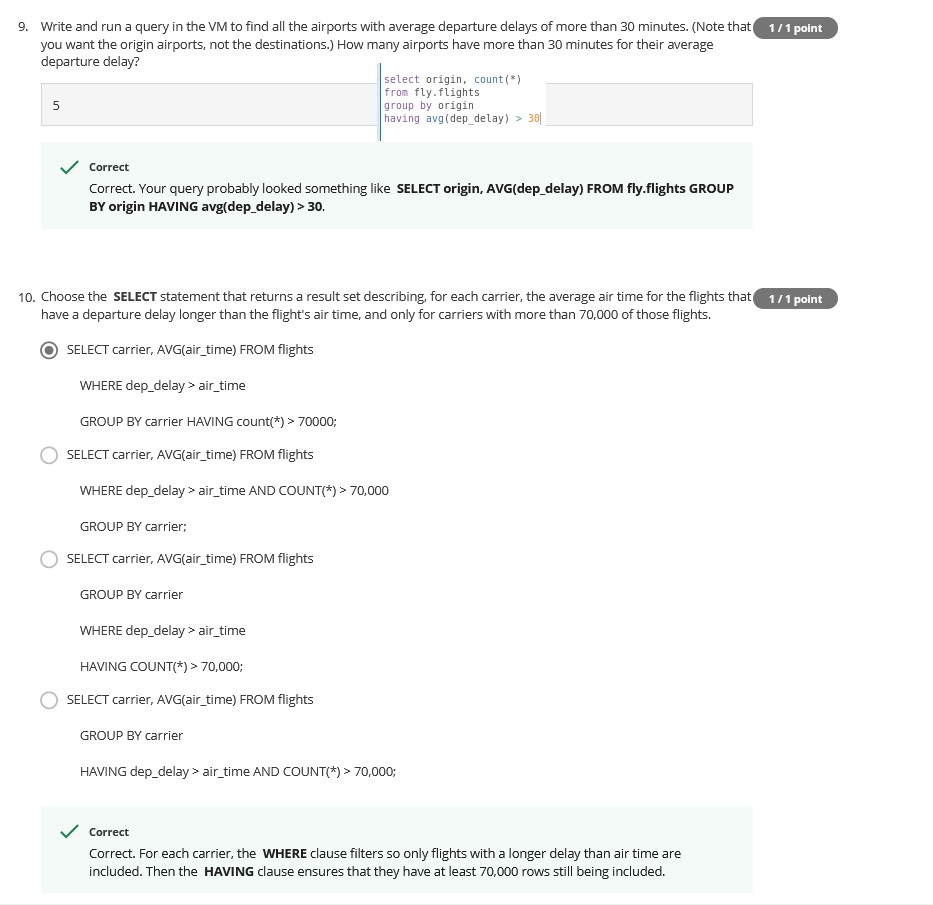 9. Write and run a query in the VM to find all the airports with average departure delays of more than 30 minutes. (Note that
1 / 1 point
you want the origin airports, not the destinations.) How many airports have more than 30 minutes for their average
departure delay?
5
select origin, count(*)
from fly.flights
group by origin
having avg(dep_delay) > 30
Correct
Correct. Your query probably looked something like SELECT origin, AVG(dep_delay) FROM fly.flights GROUP
BY origin HAVING avg(dep_delay) > 30.
10. Choose the SELECT statement that returns a result set describing, for each carrier, the average air time for the flights that
1 / 1 point
have a departure delay longer than the flight's air time, and only for carriers with more than 70,000 of those flights.
SELECT carrier, AVG(air_time) FROM flights
WHERE dep_delay > air_time
GROUP BY carrier HAVING count(*) > 70000;
SELECT carrier, AVG(air_time) FROM flights
WHERE dep_delay > air_time AND COUNT(*) > 70,000
GROUP BY carrier;
SELECT carrier, AVG(air_time) FROM flights
GROUP BY carrier
WHERE dep_delay > air_time
HAVING COUNT(*) > 70,000;
SELECT carrier, AVG(air_time) FROM flights
GROUP BY carrier
HAVING dep_delay > air_time AND COUNT(*) > 70,000;
Correct
Correct. For each carrier, the WHERE clause filters so only flights with a longer delay than air time are
included. Then the HAVING clause ensures that they have at least 70,000 rows still being included.